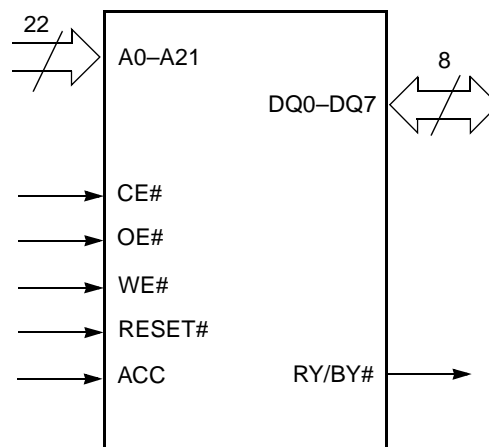 22
A0–A21
8
DQ0–DQ7
CE#
OE#
WE#
RESET#
ACC
RY/BY#